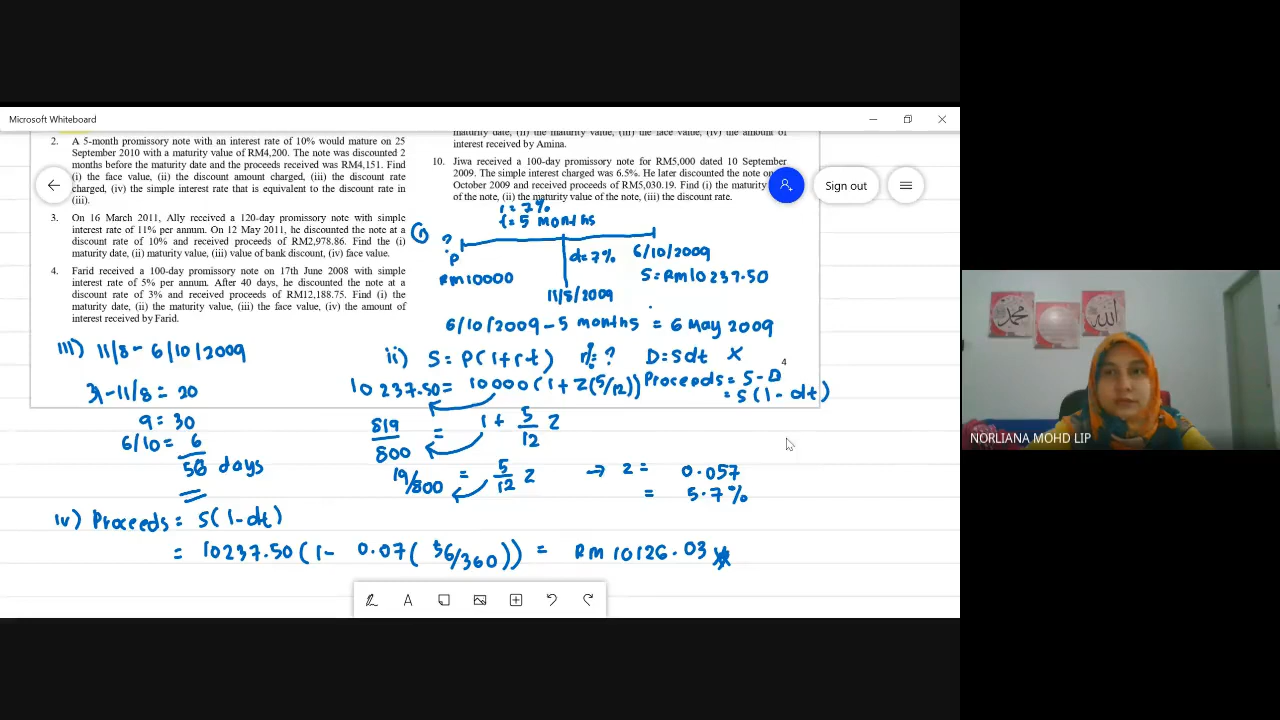 Microsoft Whiteboard
2. A 5-month promissory note with an interest rate of 10% would mature on 25
September 2010 with a maturity value of RM4,200. The note was discounted 2
months before the maturity date and the proceeds received was RM4,151. Find
(i) the face value, (ii) the discount amount charged, (iii) the discount rate
charged, (iv) the simple interest rate that is equivalent to the discount rate in
(iii).
3. On 16 March 2011, Ally received a 120-day promissory note with simple
interest rate of 11% per annum. On 12 May 2011, he discounted the note at a
discount rate of 10% and received proceeds of RM2,978.86. Find the (i)
maturity date, (ii) maturity value, (iii) value of bank discount, (iv) face value.
4. Farid received a 100-day promissory note on 17th June 2008 with simple
interest rate of 5% per annum. After 40 days, he discounted the note at a
discount rate of 3% and received proceeds of RM12,188.75. Find (i) the
maturity date, (ii) the maturity value, (iii) the face value, (iv) the amount of
interest received by Farid.
maturity date, (ii) the maturity value, (iii) the face value, (iv) the amount of
interest received by Amina.
10. Jiwa received a 100-day promissory note for RM5,000 dated 10 September
2009. The simple interest charged was 6.5%. He later discounted the note on
October 2009 and received proceeds of RM5,030.19. Find (i) the maturity
of the note, (ii) the maturity value of the note, (iii) the discount rate.
Sign out
i = 7%
t = 5 months
(i) ?
P
RM10000
d = 7%
11/8/2009
6/10/2009
S = RM10237.50
6/10/2009 - 5 months = 6 May 2009
4
iii) 11/8 - 6/10/2009
31 - 11/8 = 20
9 = 30
6/10 = 6
56 days
ii) S = P(1+rt) r% = ? D = Sdt X
10237.50 = 10000(1 + z(5/12)) Proceeds = S - D
= S(1 - dt)
819/800 = 1 + 5/12 z
19/800 = 5/12 z → z = 0.057
= 5.7%
iv) Proceeds = S(1-dt)
= 10237.50(1 - 0.07(56/360)) = RM 10126.03
NORLIANA MOHD LIP
محمد
الله